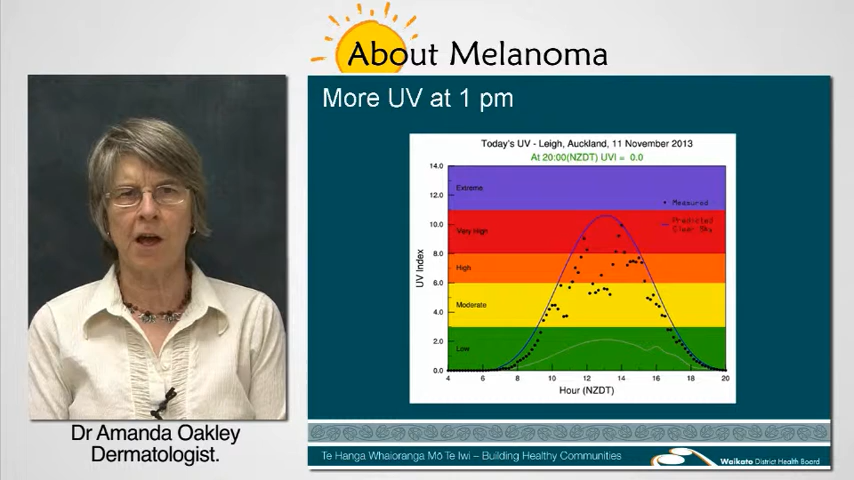 About Melanoma
More UV at 1 pm
Today's UV - Leigh, Auckland, 11 November 2013
At 20:00(NZDT) UVI = 0.0
14.0
12.0
10.0
8.0
6.0
4.0
2.0
0.0
UV Index
Extreme
Very High
High
Moderate
Low
Measured
Predicted
Clear Sky
4 6 8 10 12 14 16 18 20
Hour (NZDT)
Dr Amanda Oakley
Dermatologist.
Te Hanga Whaioranga Mō Te Iwi – Building Healthy Communities
Waikato District Health Board